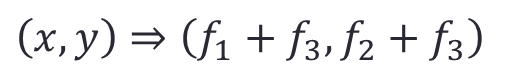 (x, y) ⇒ (f₁ + f₃, f₂ + f₃)